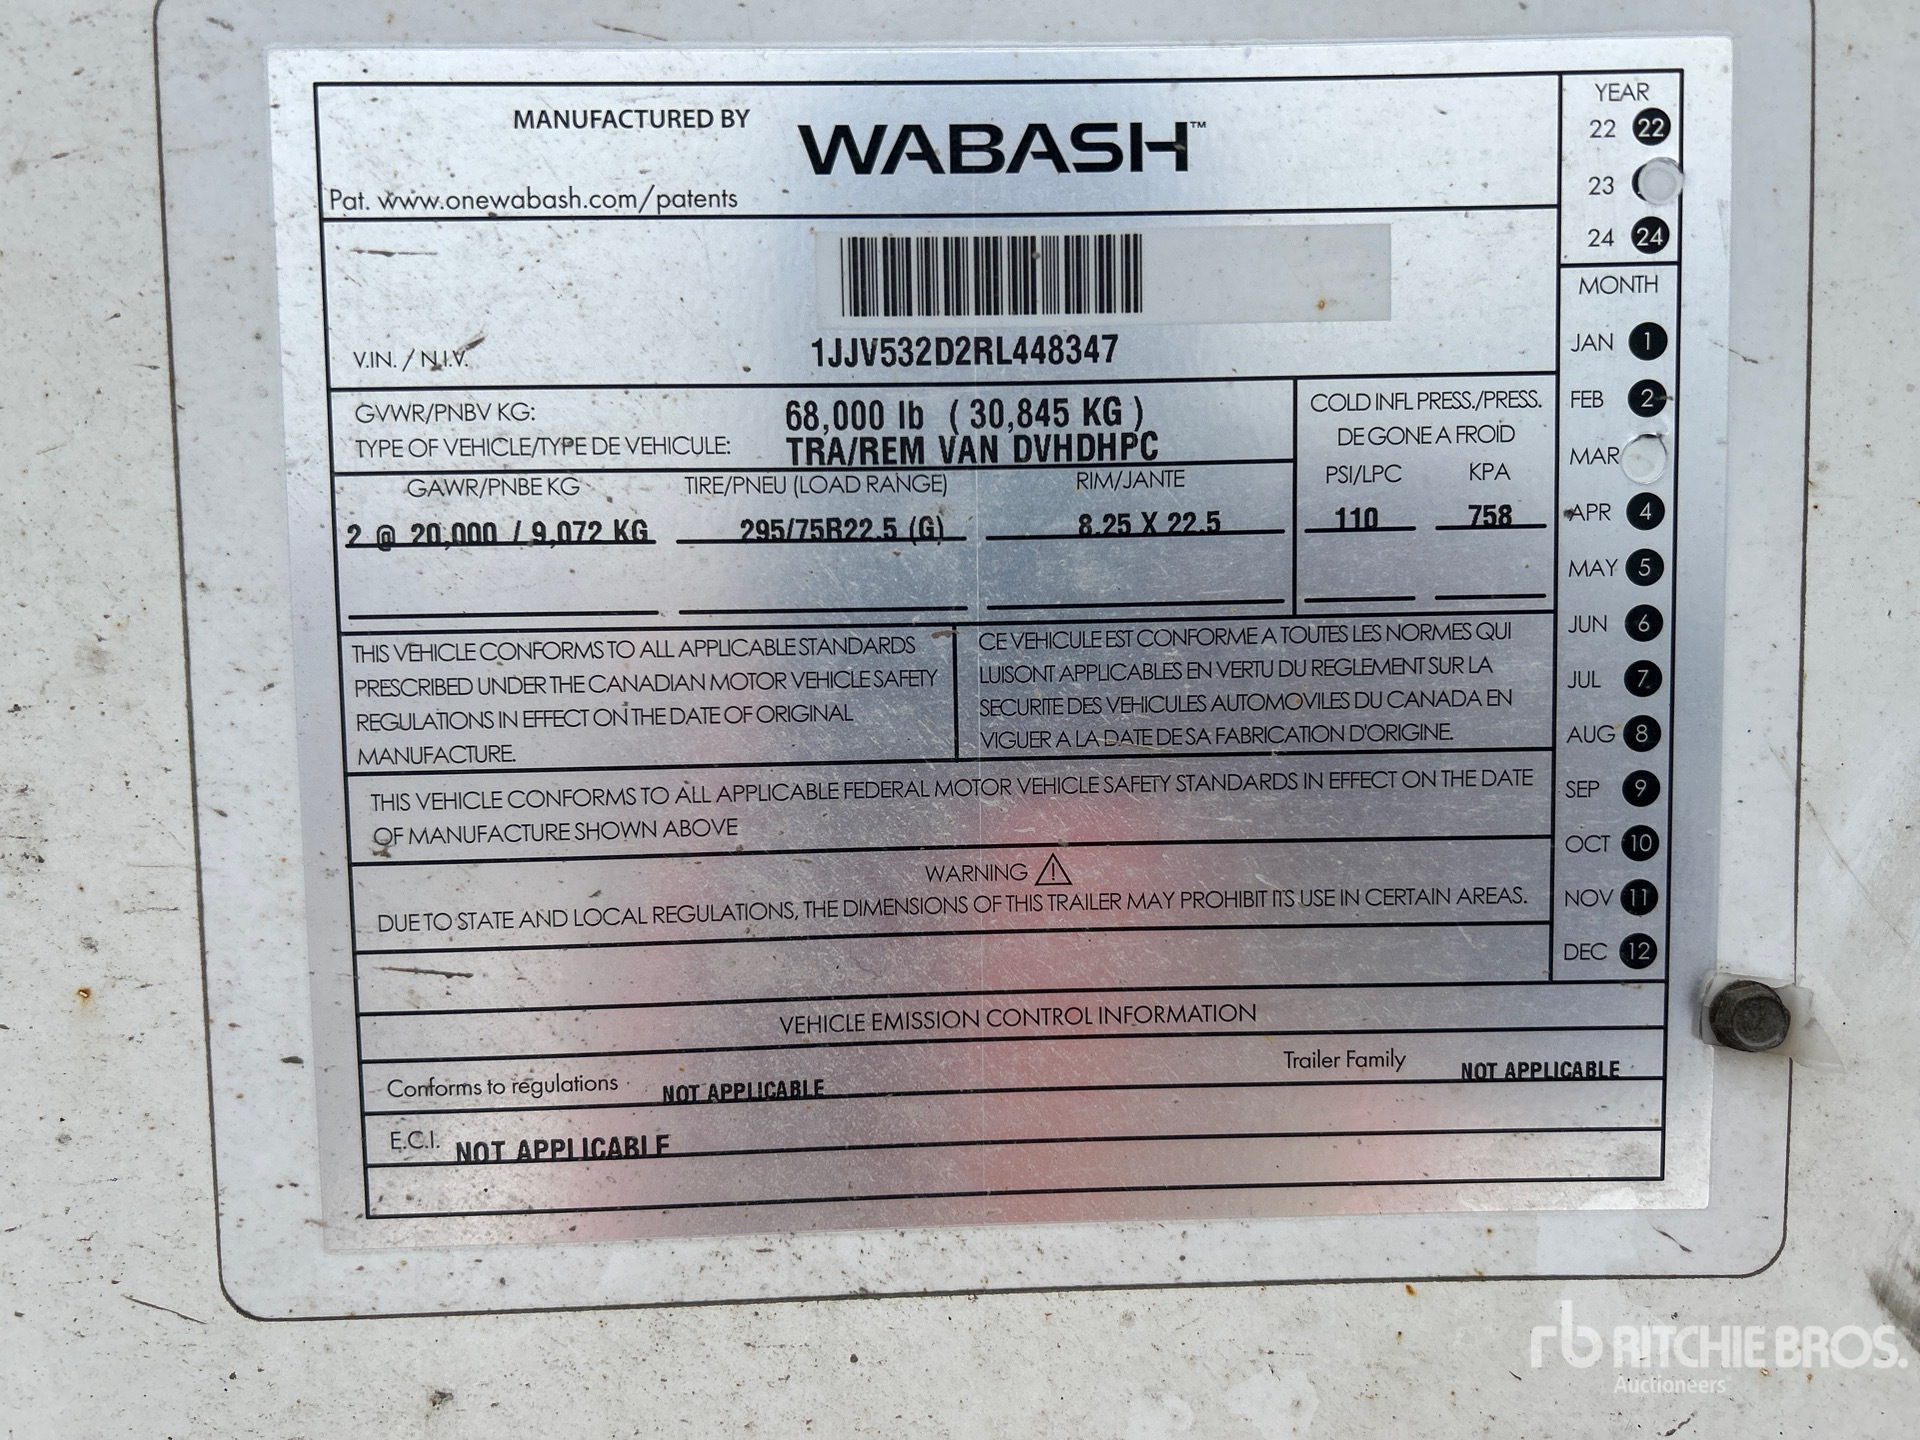 MANUFACTURED BY WABASH™
Pat. www.onewabash.com/patents
V.IN. / N.I.V. 1JJV532D2RL448347
GVWR/PNBV KG: 68,000 lb ( 30,845 KG )
TYPE OF VEHICLE/TYPE DE VEHICULE: TRA/REM VAN DVHDHPC
COLD INFL PRESS./PRESS.
DE GONE A FROID
PSI/LPC KPA
GAWR/PNBE KG TIRE/PNEU (LOAD RANGE) RIM/JANTE
2 @ 20,000 / 9,072 KG 295/75R22.5 (G) 8.25 X 22.5 110 758
THIS VEHICLE CONFORMS TO ALL APPLICABLE STANDARDS
PRESCRIBED UNDER THE CANADIAN MOTOR VEHICLE SAFETY
REGULATIONS IN EFFECT ON THE DATE OF ORIGINAL
MANUFACTURE.
CE VEHICULE EST CONFORME A TOUTES LES NORMES QUI
LUISONT APPLICABLES EN VERTU DU REGLEMENT SUR LA
SECURITE DES VEHICULES AUTOMOVILES DU CANADA EN
VIGUER A LA DATE DE SA FABRICATION D'ORIGINE.
THIS VEHICLE CONFORMS TO ALL APPLICABLE FEDERAL MOTOR VEHICLE SAFETY STANDARDS IN EFFECT ON THE DATE
OF MANUFACTURE SHOWN ABOVE
WARNING
DUE TO STATE AND LOCAL REGULATIONS, THE DIMENSIONS OF THIS TRAILER MAY PROHIBIT ITS USE IN CERTAIN AREAS.
YEAR
22 22
23
24 24
MONTH
JAN 1
FEB 2
MAR
APR 4
MAY 5
JUN 6
JUL 7
AUG 8
SEP 9
OCT 10
NOV 11
DEC 12
VEHICLE EMISSION CONTROL INFORMATION
Conforms to regulations NOT APPLICABLE Trailer Family NOT APPLICABLE
E.C.I. NOT APPLICABLE
rb RITCHIE BROS.
Auctioneers